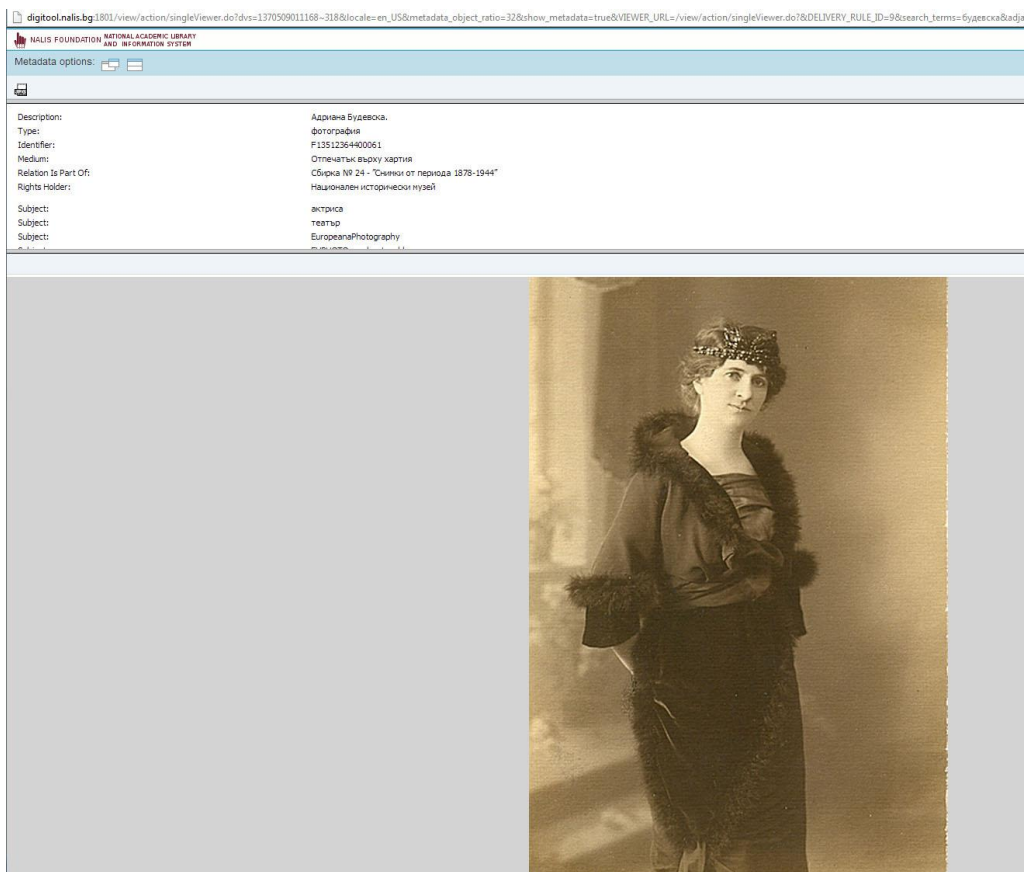 digitool.nalis.bg:1801/view/action/singleViewer.do?dvs=1370509011168~318&locale=en_US&metadata_object_ratio=32&show_metadata=true&VIEWER_URL=/view/action/singleViewer.do?&DELIVERY_RULE_ID=9&search_terms=будевска&adja
NALIS FOUNDATION NATIONAL ACADEMIC LIBRARY
AND INFORMATION SYSTEM
Metadata options:
Description: Адриана Будевска.
Type: фотография
Identifier: F13512364400061
Medium: Отпечатък върху хартия
Relation Is Part Of: Сбирка № 24 - "Снимки от периода 1878-1944"
Rights Holder: Национален исторически музей
Subject: актриса
Subject: театър
Subject: EuropeanaPhotography